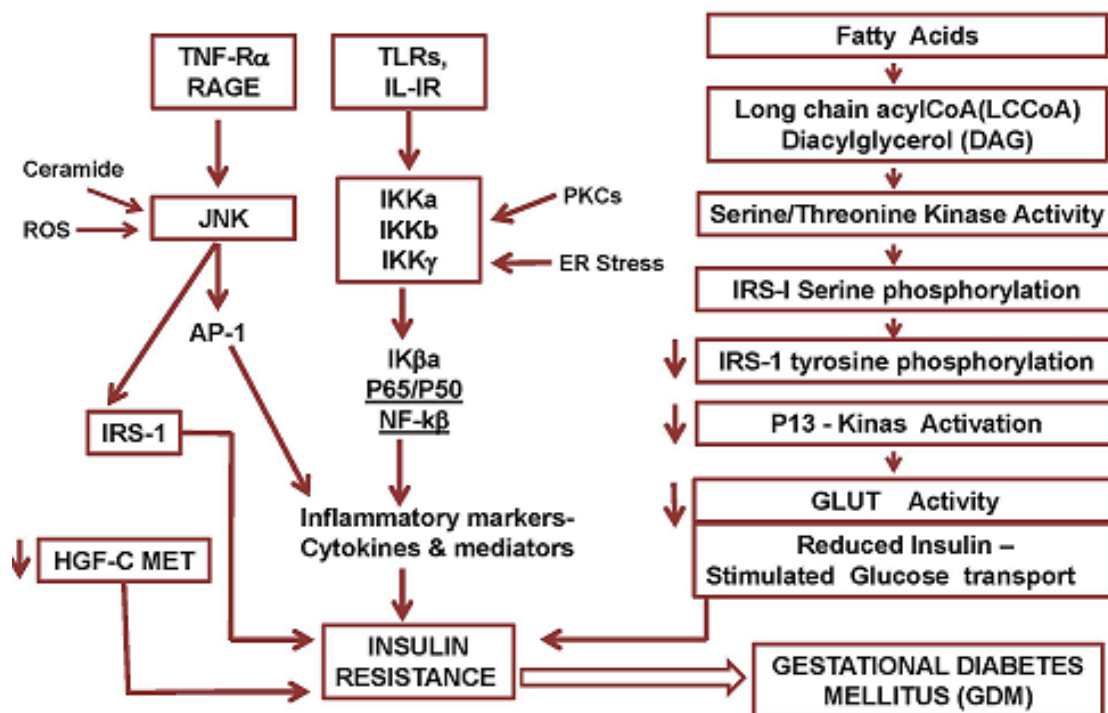 TNF-Rα
RAGE
TLRs,
IL-IR
Ceramide
ROS
JNK
IKKa
IKKb
IKKγ
PKCs
ER Stress
AP-1
IKβa
P65/P50
NF-kβ
IRS-1
Inflammatory markers-
Cytokines & mediators
HGF-C MET
INSULIN
RESISTANCE
Fatty Acids
Long chain acylCoA(LCCoA)
Diacylglycerol (DAG)
Serine/Threonine Kinase Activity
IRS-I Serine phosphorylation
IRS-1 tyrosine phosphorylation
P13 - Kinas Activation
GLUT Activity
Reduced Insulin –
Stimulated Glucose transport
GESTATIONAL DIABETES
MELLITUS (GDM)